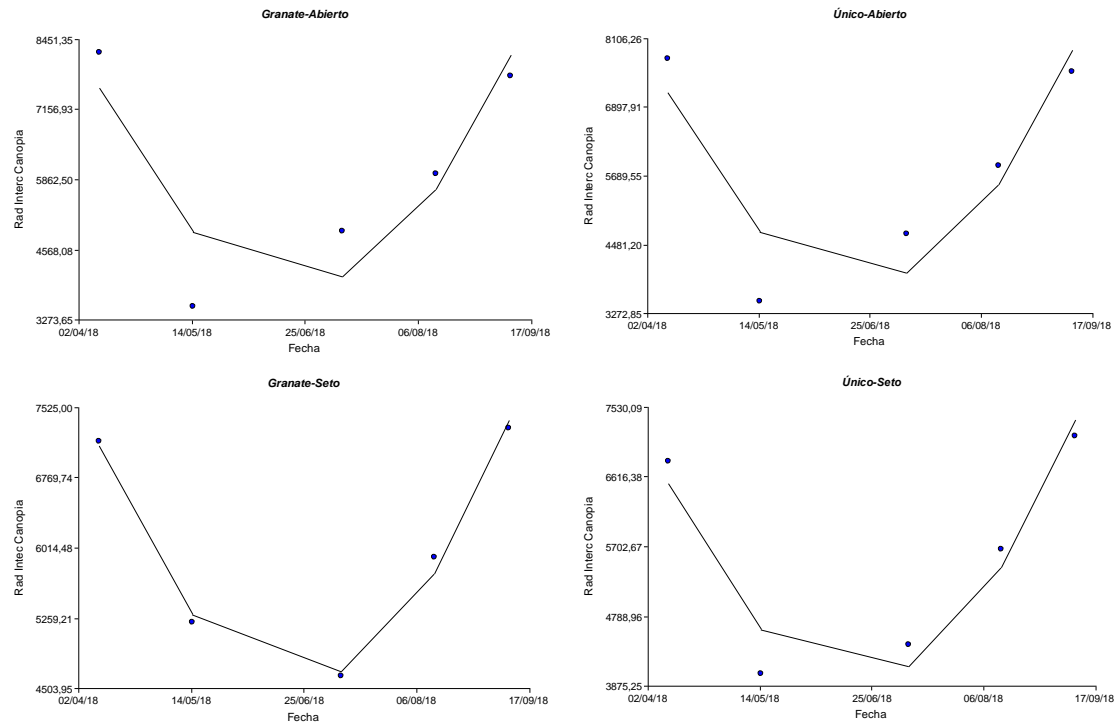 Granate-Abierto
8451,35
7156,93
5862,50
4568,08
3273,65
Rad Interc Canopia
02/04/18 14/05/18 25/06/18 06/08/18 17/09/18
Fecha
Único-Abierto
8106,26
6897,91
5689,55
4481,20
3272,85
Rad Interc Canopia
02/04/18 14/05/18 25/06/18 06/08/18 17/09/18
Fecha
Granate-Seto
7525,00
6769,74
6014,48
5259,21
4503,95
Rad Intec Canopia
02/04/18 14/05/18 25/06/18 06/08/18 17/09/18
Fecha
Único-Seto
7530,09
6616,38
5702,67
4788,96
3875,25
Rad Interc Canopia
02/04/18 14/05/18 25/06/18 06/08/18 17/09/18
Fecha